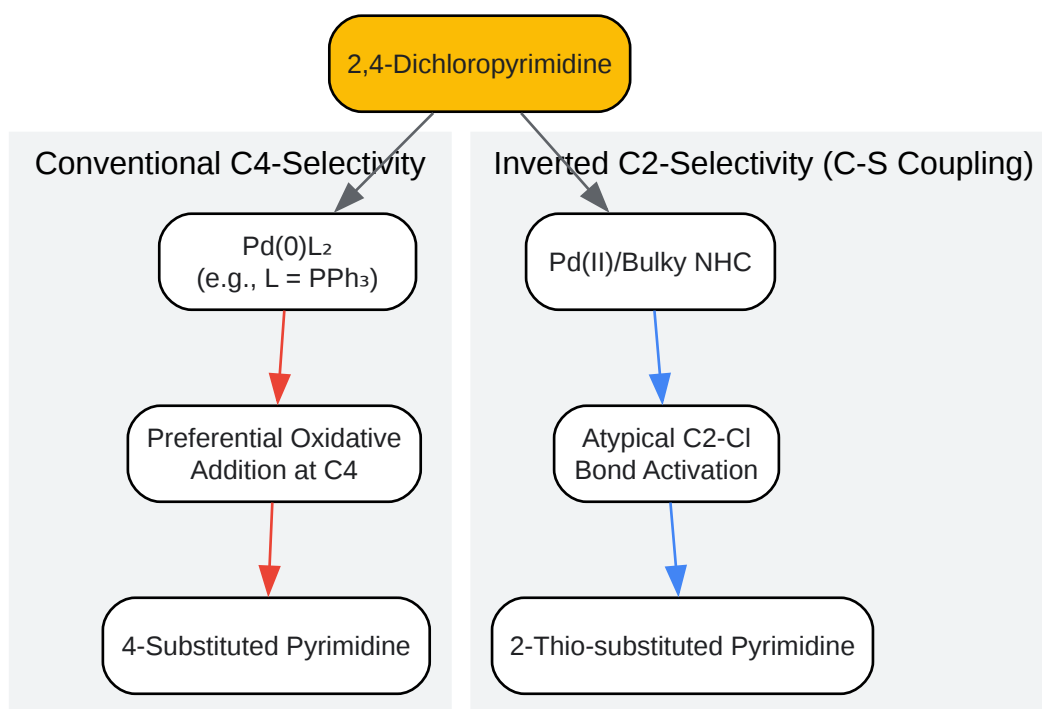 2,4-Dichloropyrimidine
Conventional C4-Selectivity
Pd(0)L₂
(e.g., L = PPh₃)
Preferential Oxidative
Addition at C4
4-Substituted Pyrimidine
Inverted C2-Selectivity (C-S Coupling)
Pd(II)/Bulky NHC
Atypical C2-Cl
Bond Activation
2-Thio-substituted Pyrimidine